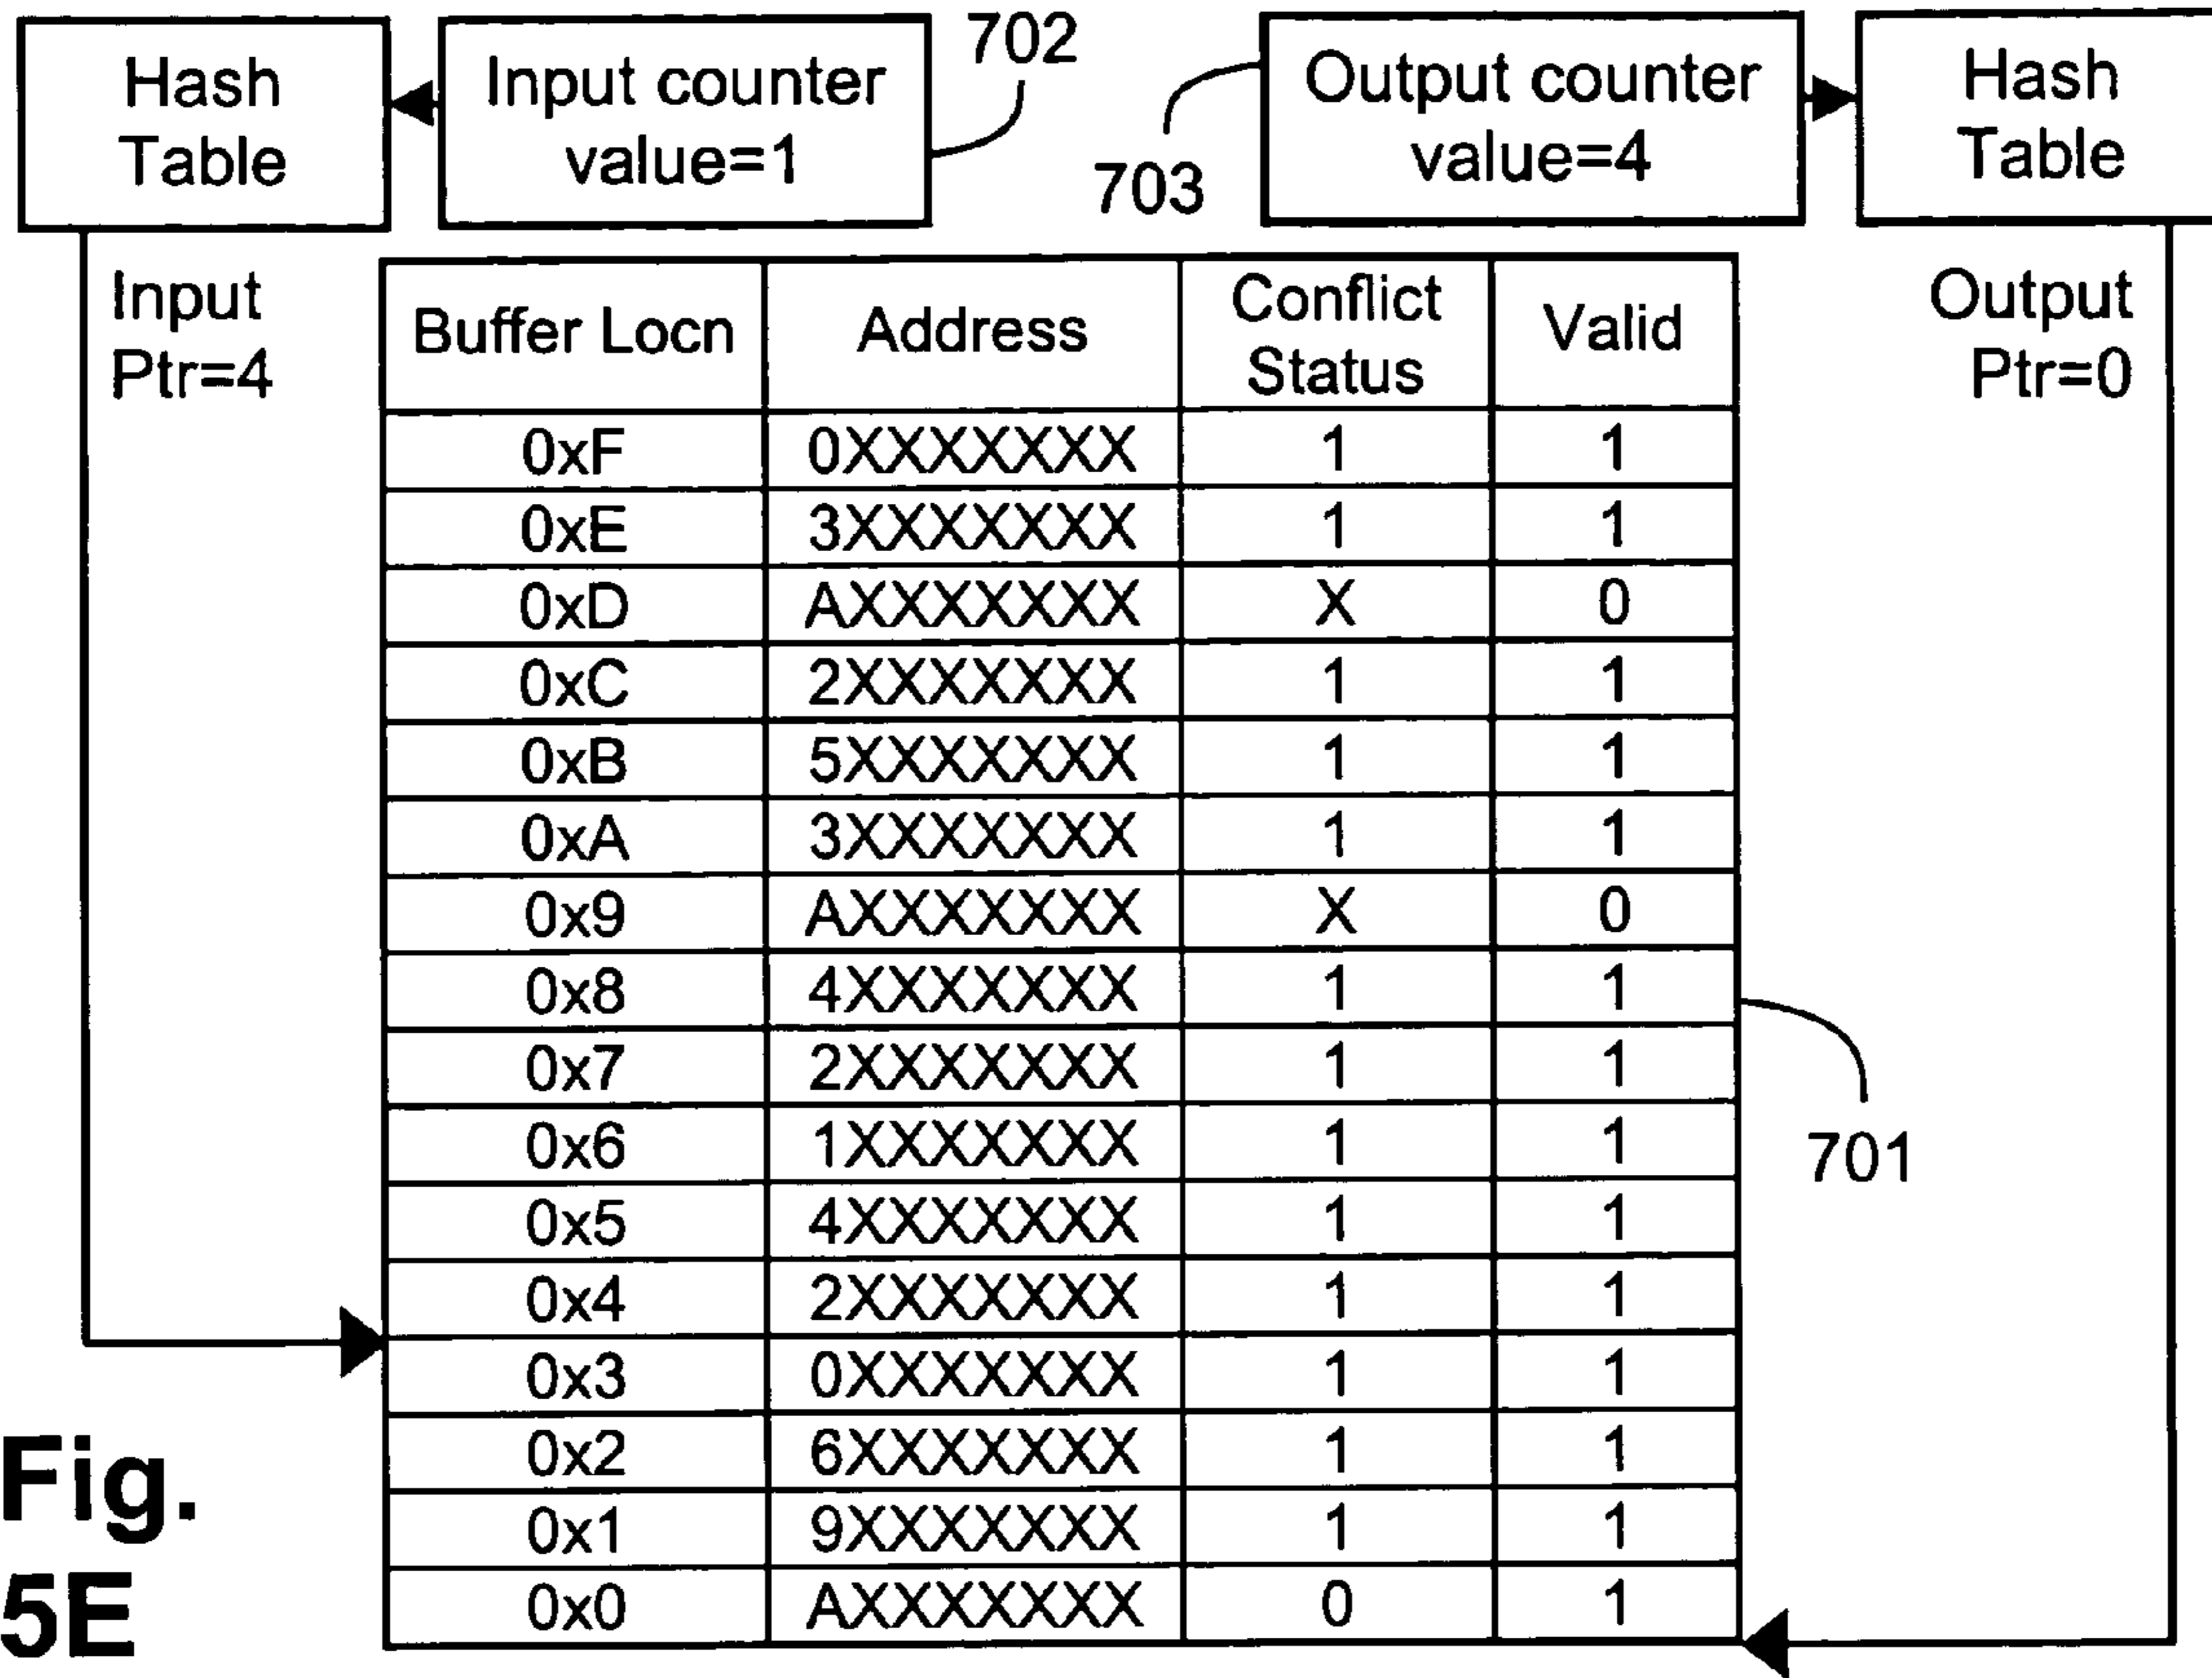 Hash Table
Input counter value=1
702
703
Output counter value=4
Hash Table
Input Ptr=4
Output Ptr=0
Buffer Locn Address Conflict Status Valid
0xF 0XXXXXXX 1 1
0xE 3XXXXXXX 1 1
0xD AXXXXXXX X 0
0xC 2XXXXXXX 1 1
0xB 5XXXXXXX 1 1
0xA 3XXXXXXX 1 1
0x9 AXXXXXXX X 0
0x8 4XXXXXXX 1 1
0x7 2XXXXXXX 1 1
0x6 1XXXXXXX 1 1
0x5 4XXXXXXX 1 1
0x4 2XXXXXXX 1 1
0x3 0XXXXXXX 1 1
0x2 6XXXXXXX 1 1
0x1 9XXXXXXX 1 1
0x0 AXXXXXXX 0 1
701
Fig.
5E